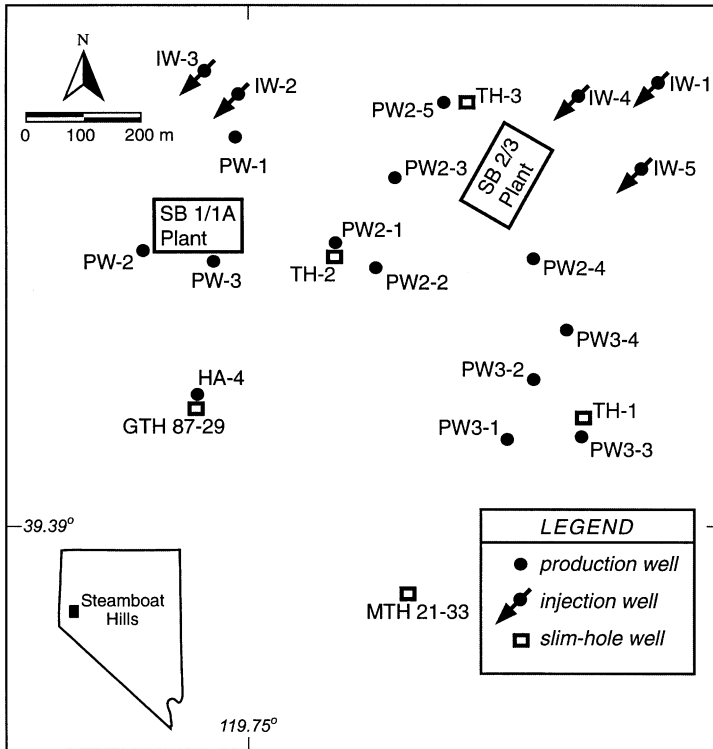 N
0 100 200 m
IW-3
IW-2
PW-1
PW2-5
TH-3
IW-4
IW-1
PW2-3
SB 2/3
Plant
IW-5
SB 1/1A
Plant
PW-2
PW-3
PW2-1
TH-2
PW2-2
PW2-4
PW3-4
HA-4
GTH 87-29
PW3-2
TH-1
PW3-1
PW3-3
39.39°
Steamboat
Hills
MTH 21-33
LEGEND
production well
injection well
slim-hole well
119.75°